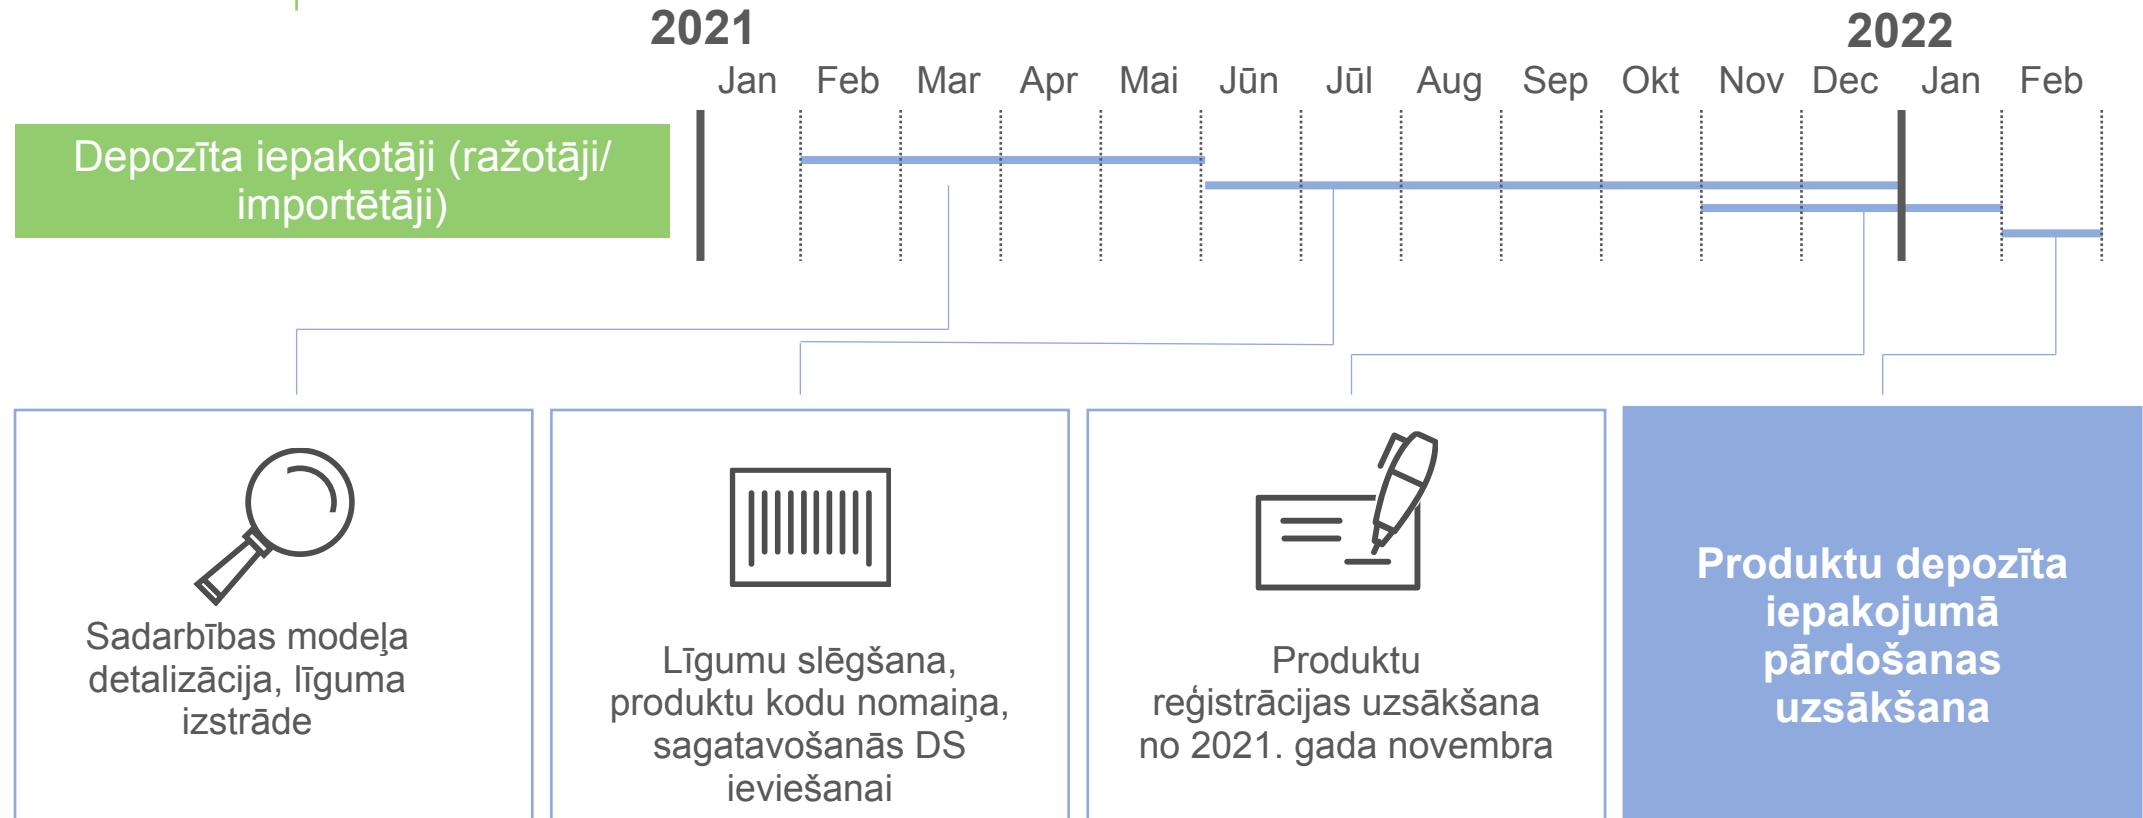 2021
2022
Jan Feb Mar Apr Mai Jūn Jūl Aug Sep Okt Nov Dec Jan Feb
Depozīta iepakotāji (ražotāji/
importētāji)
Sadarbības modeļa
detalizācija, līguma
izstrāde
Līgumu slēgšana,
produktu kodu nomaiņa,
sagatavošanās DS
ieviešanai
Produktu
reģistrācijas uzsākšana
no 2021. gada novembra
Produktu depozīta
iepakojumā
pārdošanas
uzsākšana